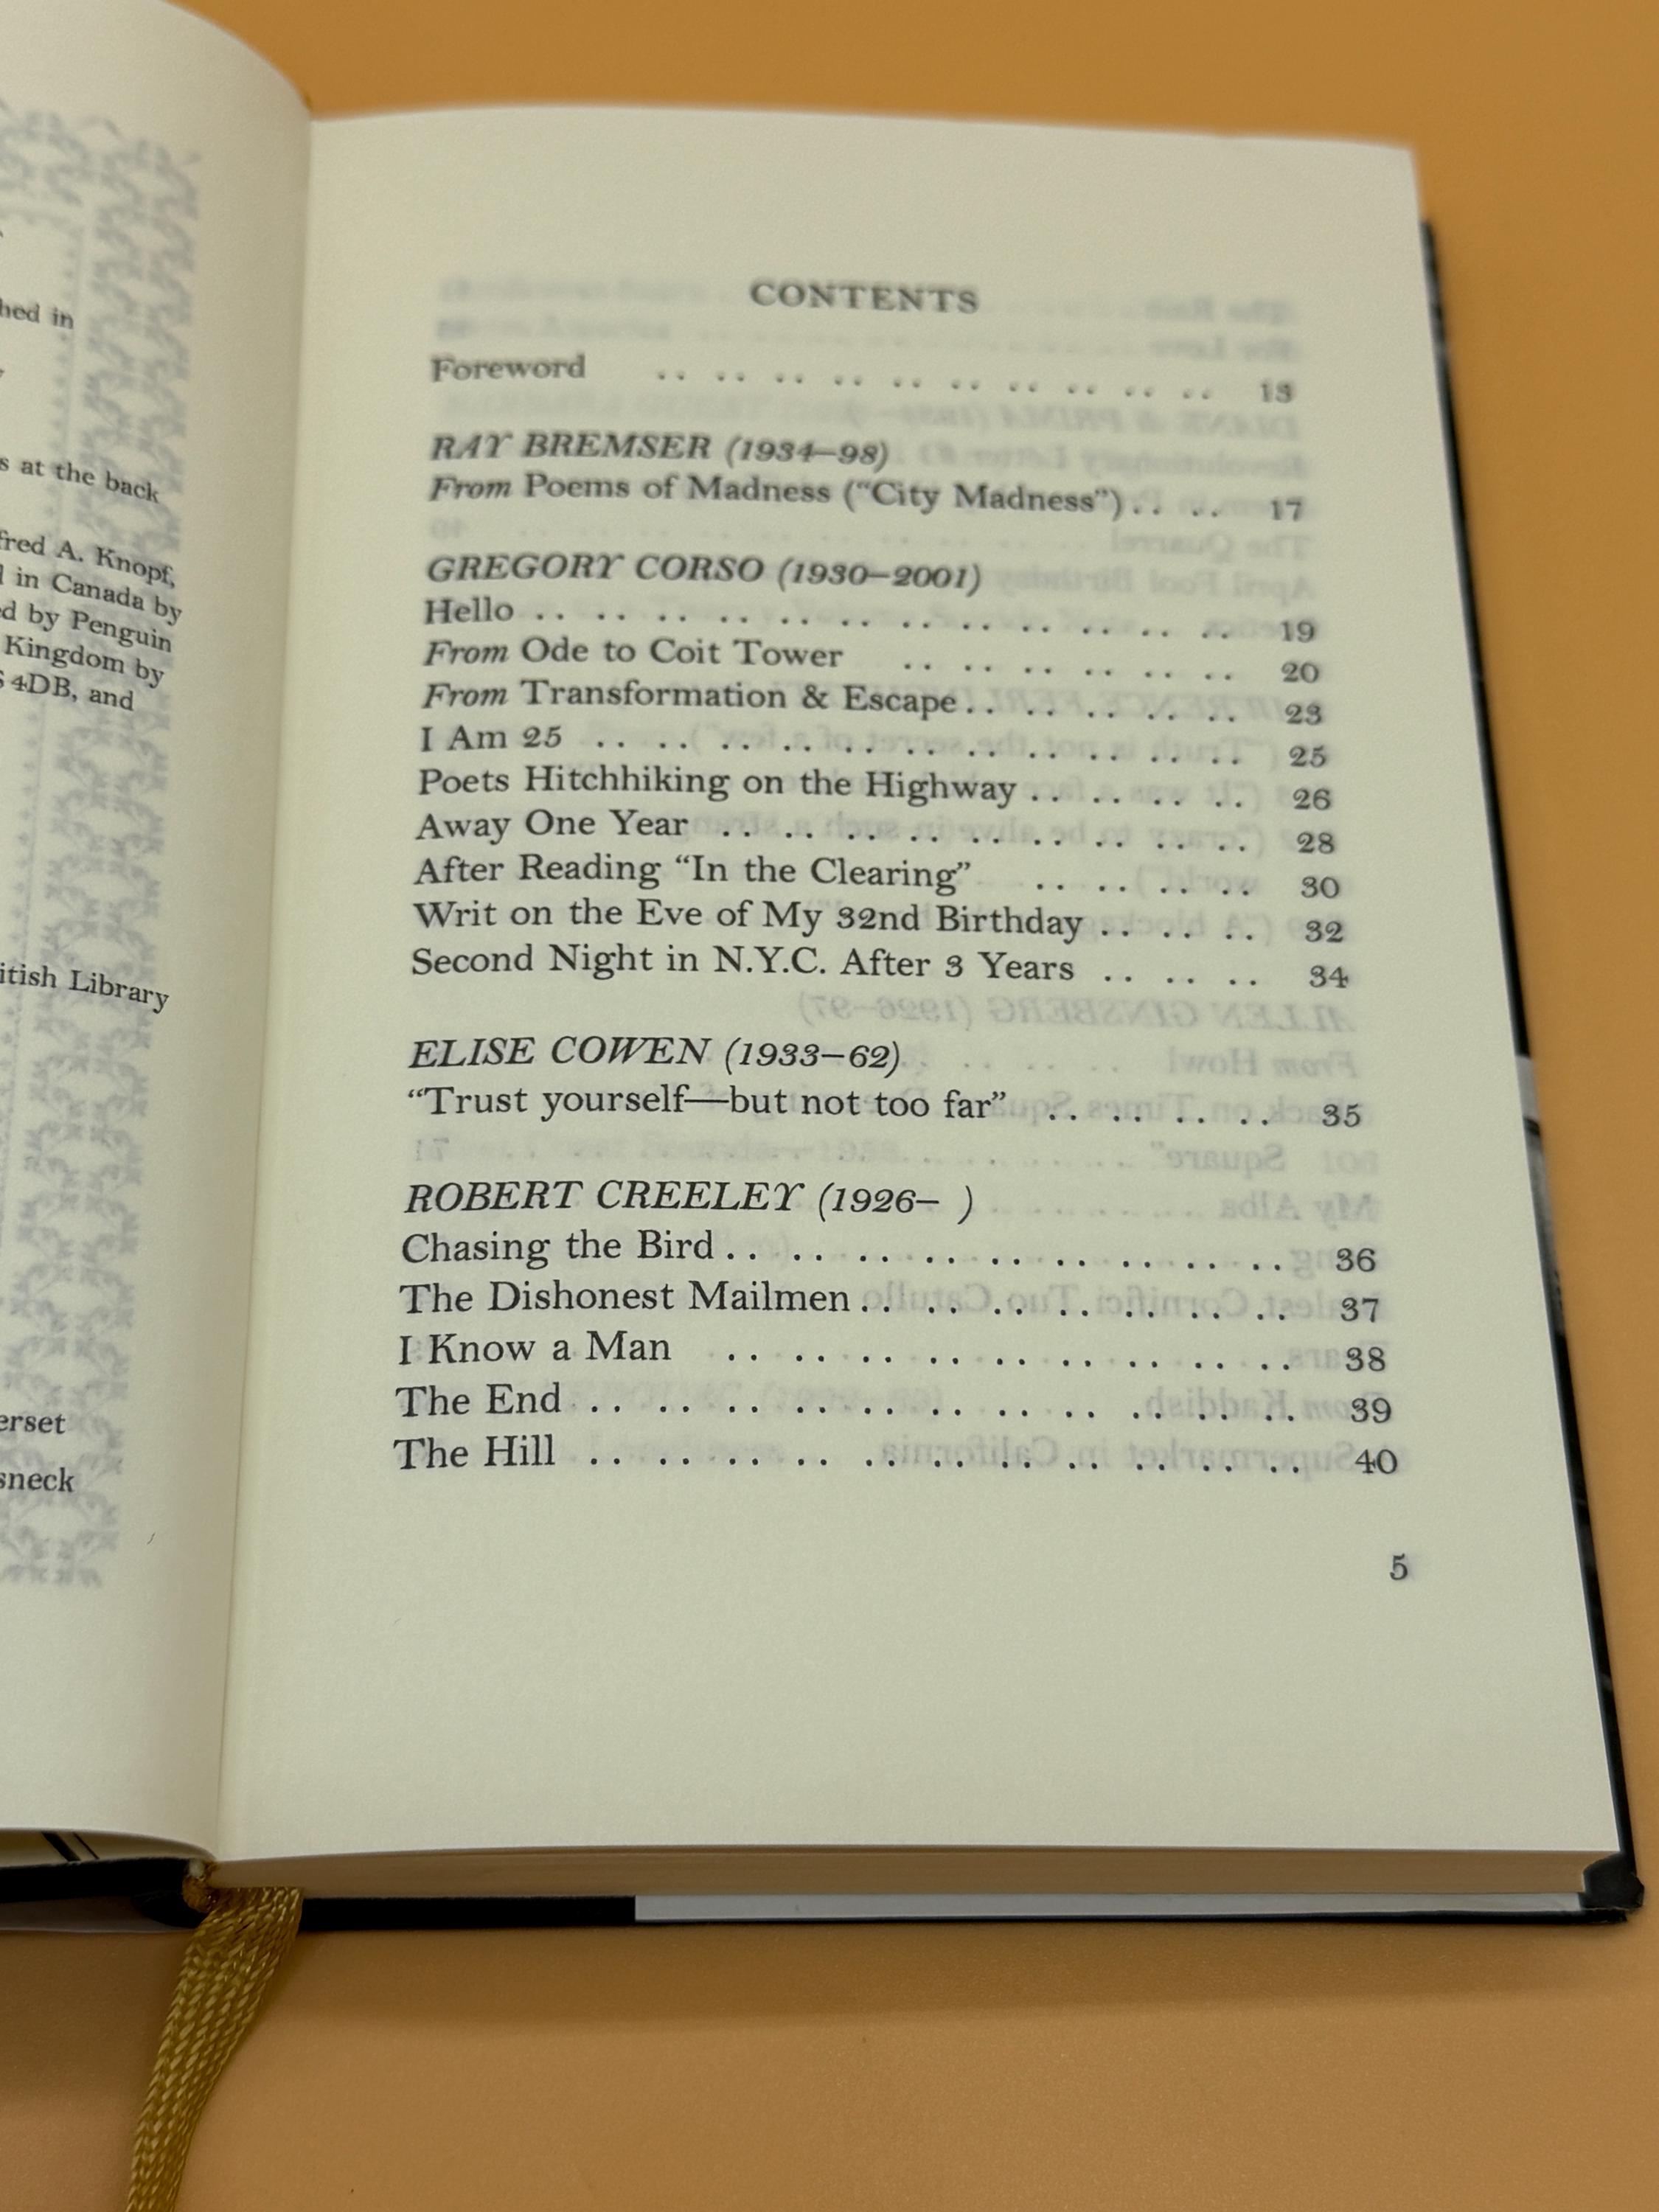 hed in
s at the back
fred A. Knopf,
in Canada by
ed by Penguin
Kingdom by
4DB, and
itish Library
erset
sneck
CONTENTS
Foreword .. .. .. .. .. .. .. .. .. .. 13
RAY BREMSER (1934–98)
From Poems of Madness (“City Madness”) .. .. 17
GREGORY CORSO (1930–2001)
Hello .. .. .. .. .. .. .. .. .. .. .. .. 19
From Ode to Coit Tower .. .. .. .. .. .. 20
From Transformation & Escape .. .. .. .. .. 23
I Am 25 .. .. .. .. .. .. .. .. .. .. .. 25
Poets Hitchhiking on the Highway .. .. .. .. 26
Away One Year .. .. .. .. .. .. .. .. .. 28
After Reading “In the Clearing” .. .. .. .. 30
Writ on the Eve of My 32nd Birthday .. .. .. 32
Second Night in N.Y.C. After 3 Years .. .. .. 34
ELISE COWEN (1933–62)
“Trust yourself—but not too far” .. .. .. .. 35
ROBERT CREELEY (1926– )
Chasing the Bird .. .. .. .. .. .. .. .. .. 36
The Dishonest Mailmen .. .. .. .. .. .. .. 37
I Know a Man .. .. .. .. .. .. .. .. .. 38
The End .. .. .. .. .. .. .. .. .. .. .. 39
The Hill .. .. .. .. .. .. .. .. .. .. .. 40
5